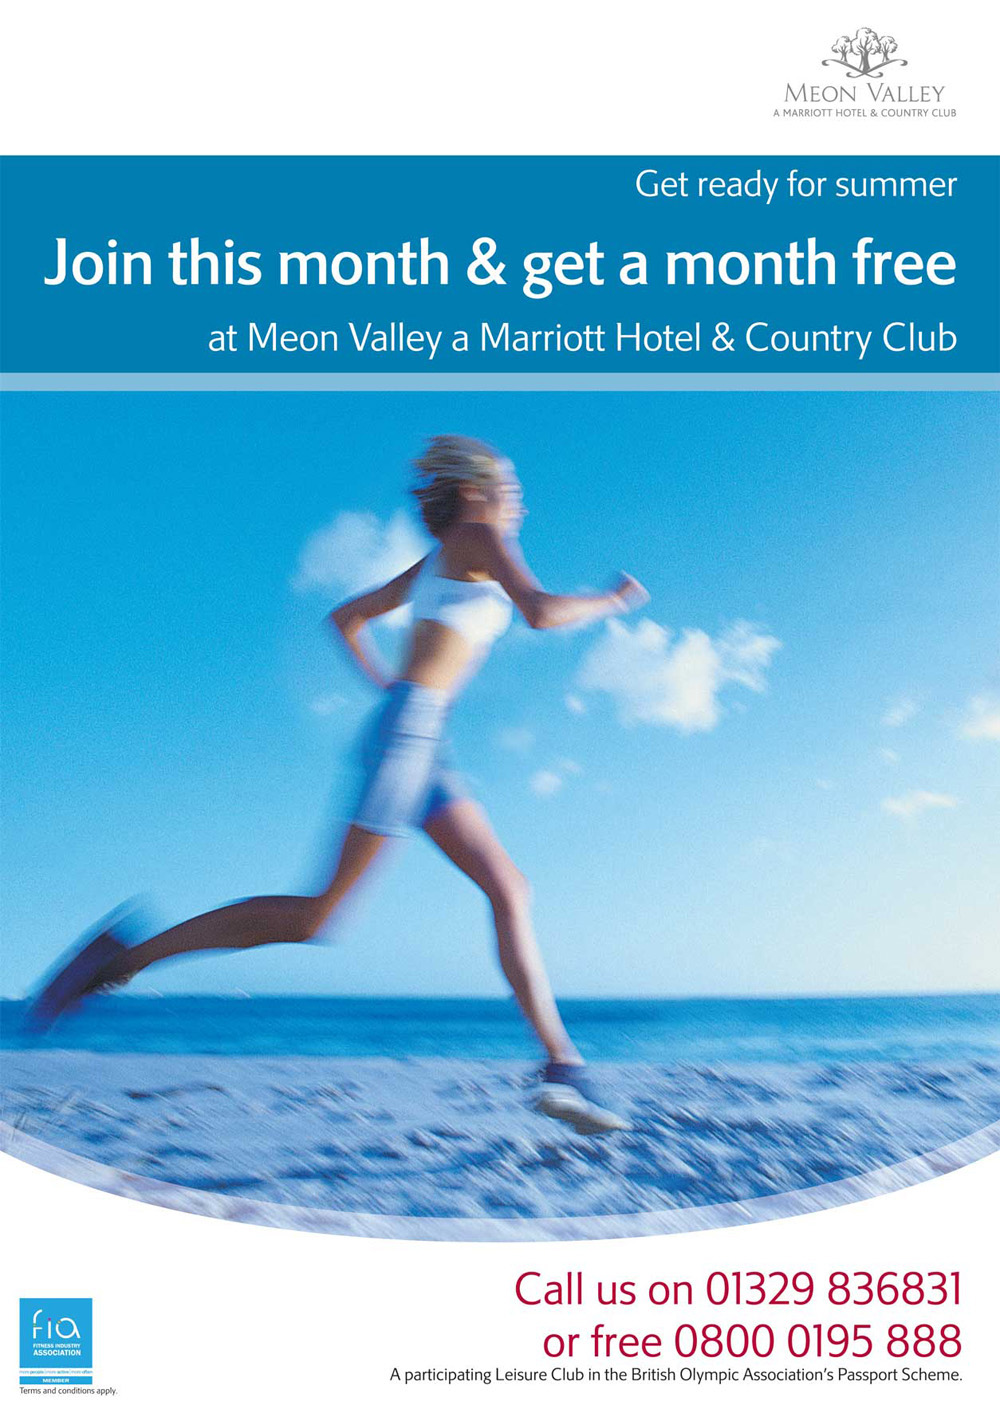 MEON VALLEY
A MARRIOTT HOTEL & COUNTRY CLUB
Get ready for summer
Join this month & get a month free
at Meon Valley a Marriott Hotel & Country Club
Call us on 01329 836831
or free 0800 0195 888
A participating Leisure Club in the British Olympic Association's Passport Scheme.
fia
FITNESS INDUSTRY
ASSOCIATION
MEMBER
Terms and conditions apply.